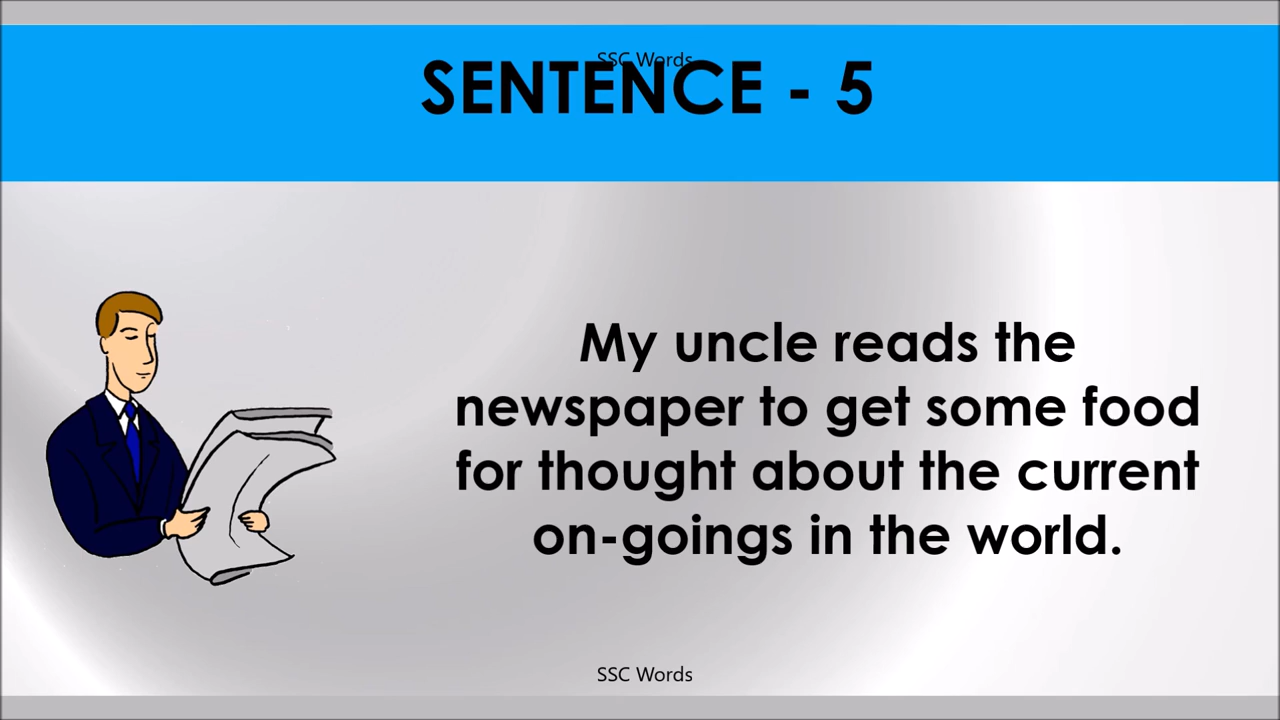 SSC Words
SENTENCE - 5
My uncle reads the
newspaper to get some food
for thought about the current
on-goings in the world.
SSC Words